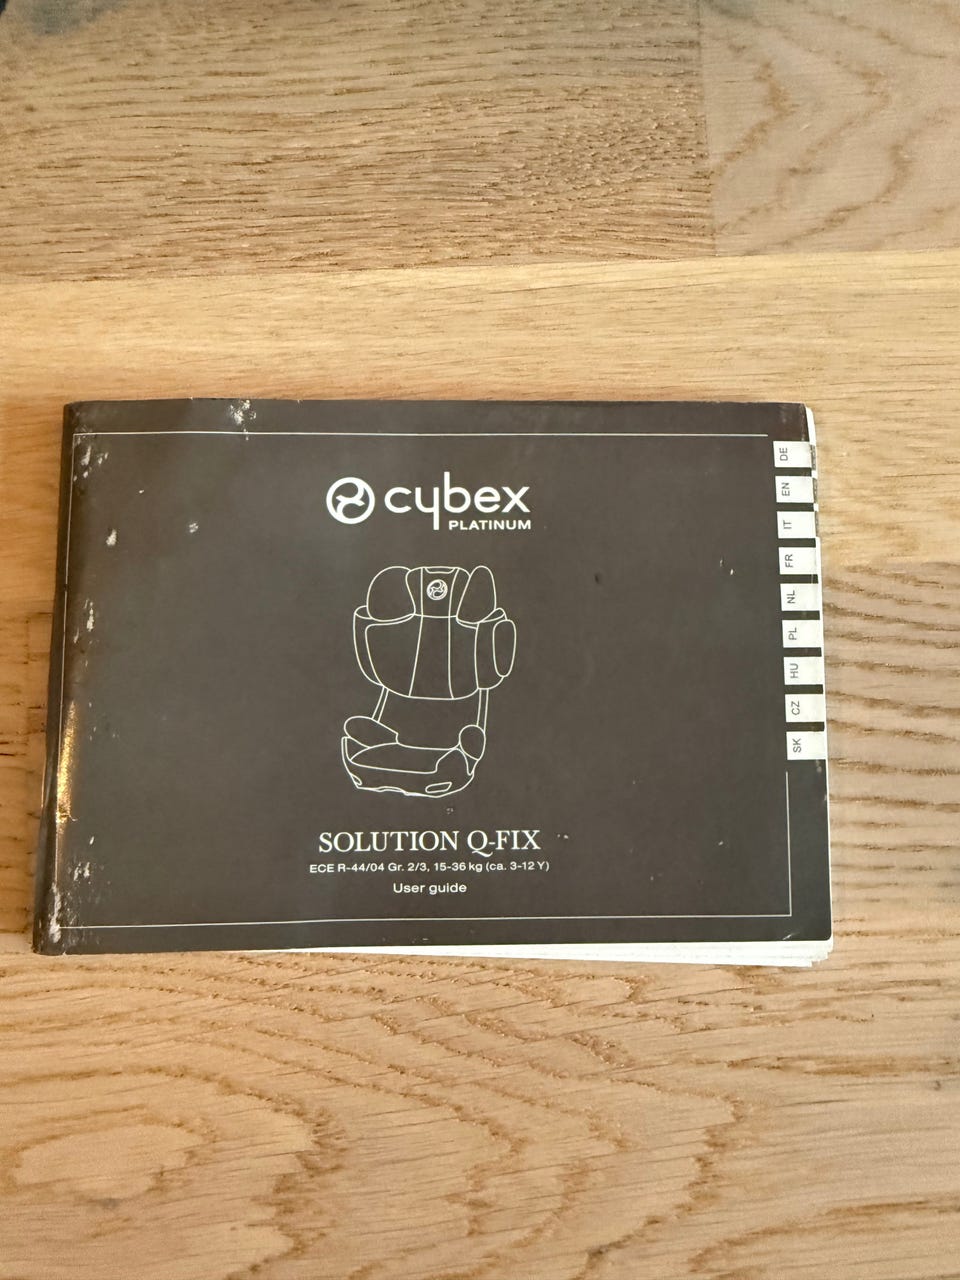 cybex
PLATINUM
SOLUTION Q-FIX
ECE R-44/04 Gr. 2/3, 15-36 kg (ca. 3-12 Y)
User guide
DE
EN
IT
FR
NL
PL
HU
CZ
SK